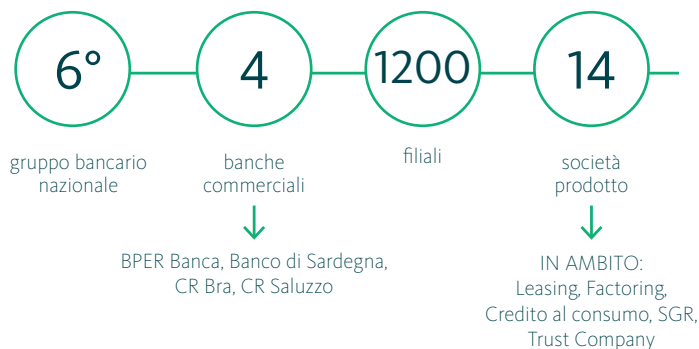 6°
gruppo bancario
nazionale
4
banche
commerciali
BPER Banca, Banco di Sardegna,
CR Bra, CR Saluzzo
1200
filiali
14
società
prodotto
IN AMBITO:
Leasing, Factoring,
Credito al consumo, SGR,
Trust Company